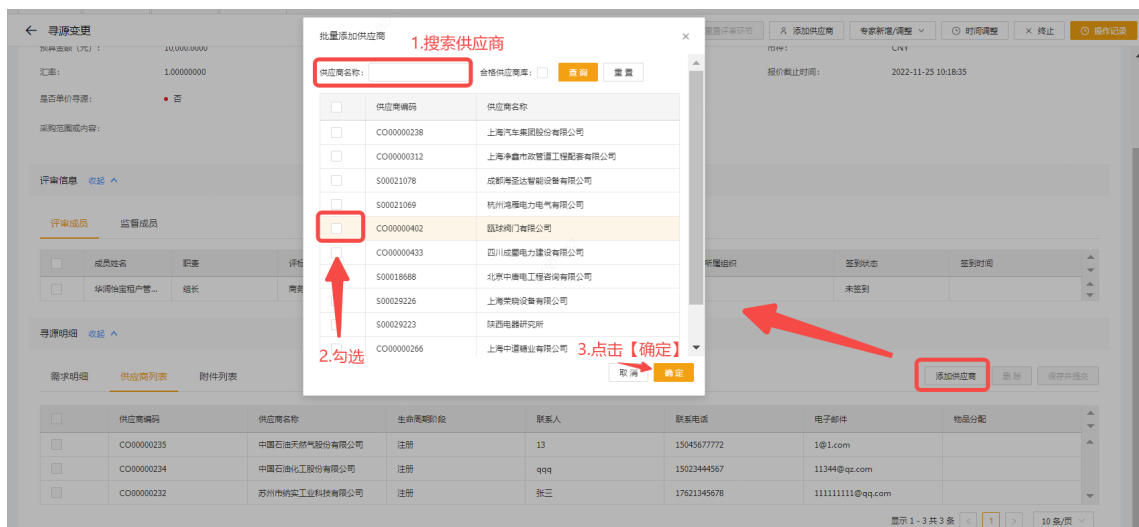 ← 寻源变更
添加供应商 专家新增/调整 时间调整 × 终止 操作记录
预算金额（元）： 10,000.0000 币种： CNY
汇率： 1.00000000 报价截止时间： 2022-11-25 10:18:35
是否单价寻源： 否
采购范围或内容：
评审信息 收起
评审成员 监督成员
成员姓名 职责 所属组织 签到状态 签到时间
华润怡宝租户管... 组长 商务 未签到
寻源明细 收起
需求明细 供应商列表 附件列表 添加供应商 删除 保存并提交
供应商编码 供应商名称 生命周期阶段 联系人 联系电话 电子邮件 物品分配
CO00000235 中国石油天然气股份有限公司 注册 13 15045677772 1@1.com
CO00000234 中国石油化工股份有限公司 注册 qqq 15023444567 11344@qz.com
CO00000232 苏州市纳实工业科技有限公司 注册 张三 17621345678 111111111@qq.com
显示 1 - 3 共 3 条 < 1 > 10 条/页
批量添加供应商 ×
1.搜索供应商
供应商名称： 合格供应商库： 查询 重置
供应商编码 供应商名称
CO00000238 上海汽车集团股份有限公司
CO00000312 上海净鑫市政管道工程配套有限公司
S00021078 成都海圣达智能设备有限公司
S00021069 杭州鸿雁电力电气有限公司
CO00000402 瓯球阀门有限公司
CO00000433 四川成蜀电力建设有限公司
S00018688 北京中唐电工程咨询有限公司
S00029226 上海荣晓设备有限公司
S00029223 陕西电器研究所
CO00000266 上海中道糖业有限公司
2.勾选
3.点击【确定】
取消 确定